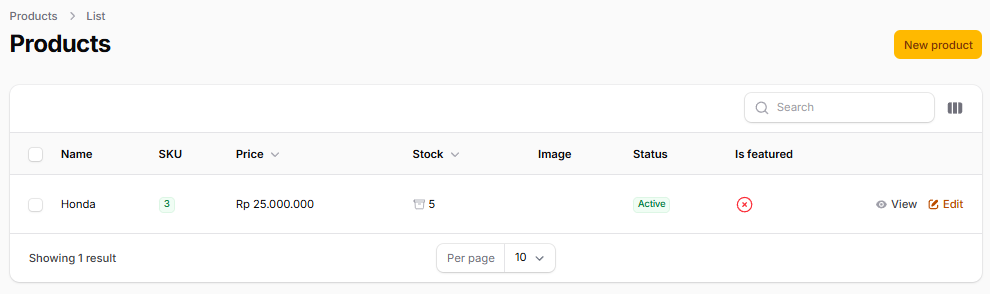 Products > List
Products
New product
Search
Name SKU Price Stock Image Status Is featured
Honda 3 Rp 25.000.000 5 Active View Edit
Showing 1 result Per page 10